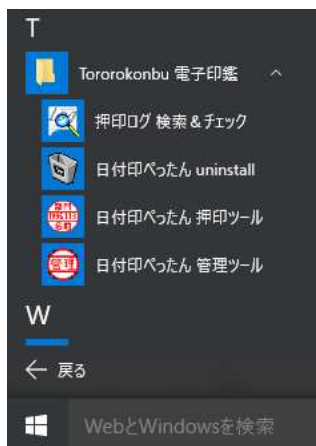 T
Tororokonbu 電子印鑑
押印ログ 検索&チェック
日付印ぺったん uninstall
日付印ぺったん 押印ツール
管理
日付印ぺったん 管理ツール
W
戻る
WebとWindowsを検索